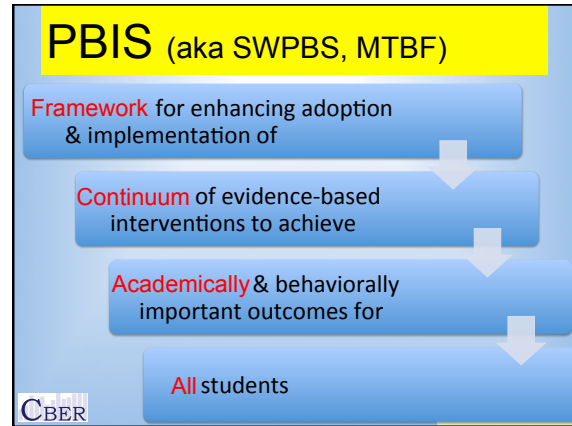 PBIS (aka SWPBS, MTBF)
Framework for enhancing adoption
& implementation of
Continuum of evidence-based
interventions to achieve
Academically & behaviorally
important outcomes for
All students
CBER